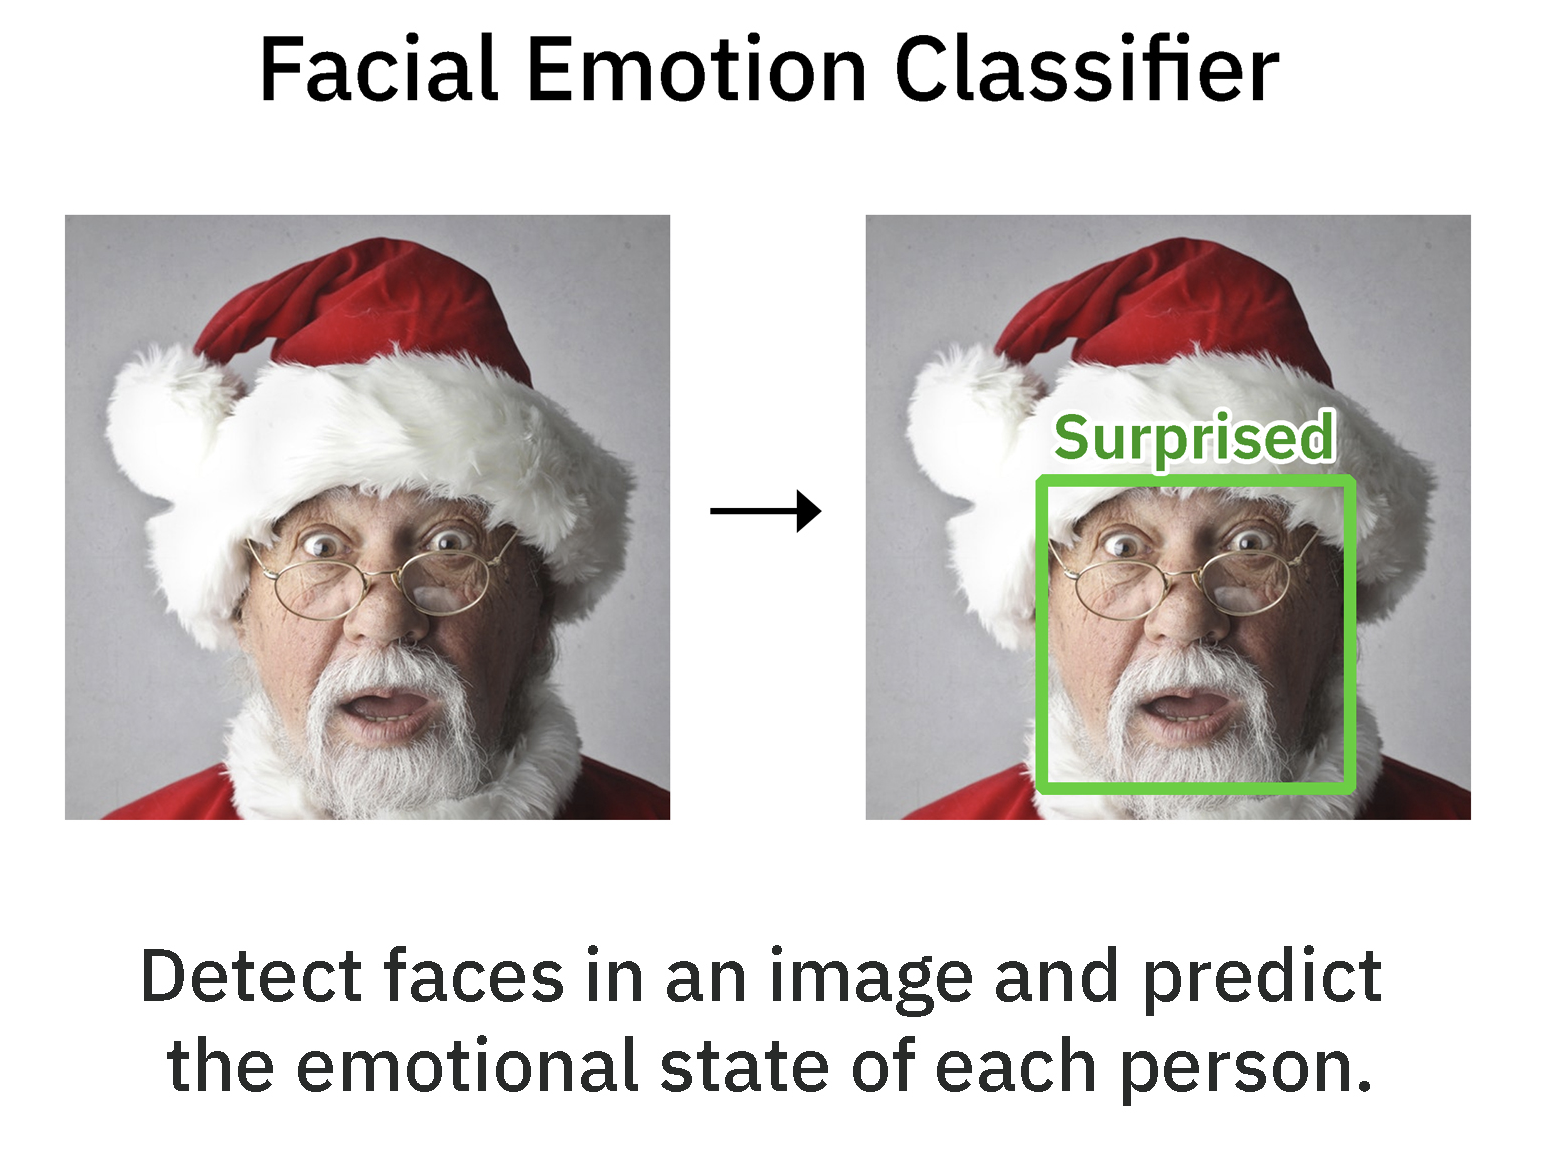 Facial Emotion Classifier
Surprised
Detect faces in an image and predict
the emotional state of each person.